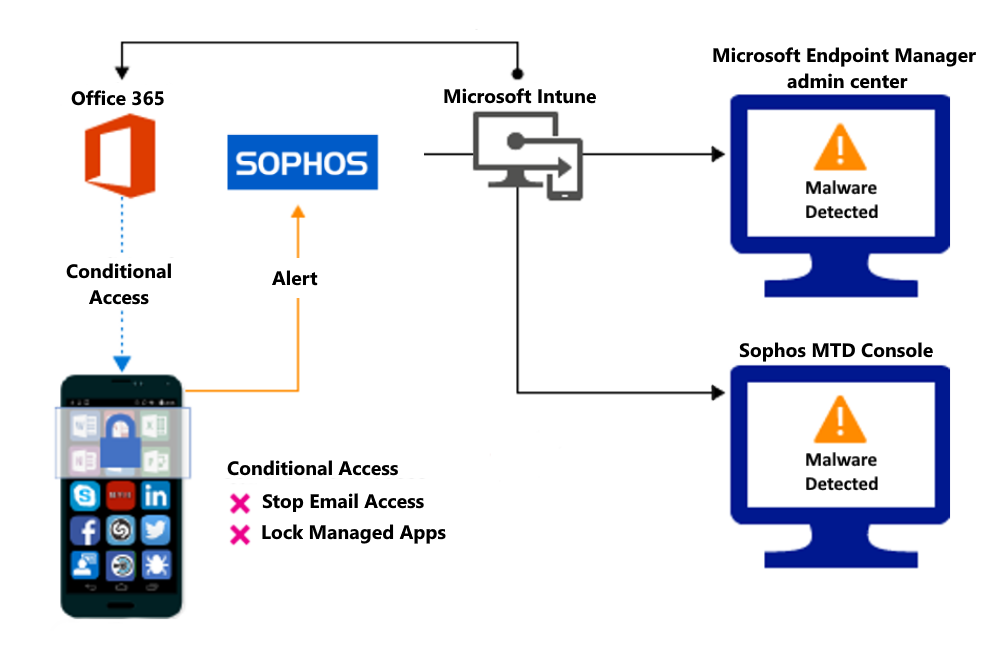 Microsoft Endpoint Manager
admin center
Office 365
Microsoft Intune
SOPHOS
Malware
Detected
Conditional
Access
Alert
Sophos MTD Console
Malware
Detected
Conditional Access
Stop Email Access
Lock Managed Apps